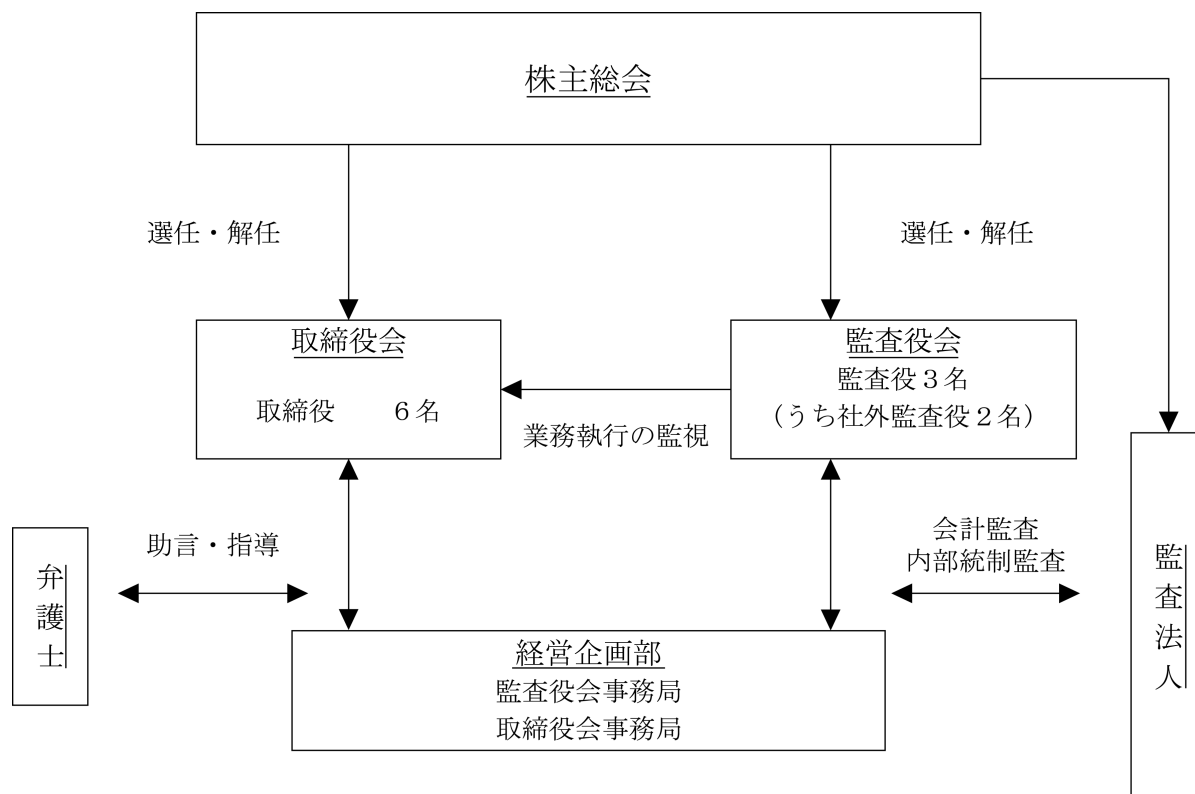 株主総会
選任・解任
選任・解任
取締役会
取締役　　６名
監査役会
監査役３名
（うち社外監査役２名）
業務執行の監視
弁護士
助言・指導
会計監査
内部統制監査
監査法人
経営企画部
監査役会事務局
取締役会事務局